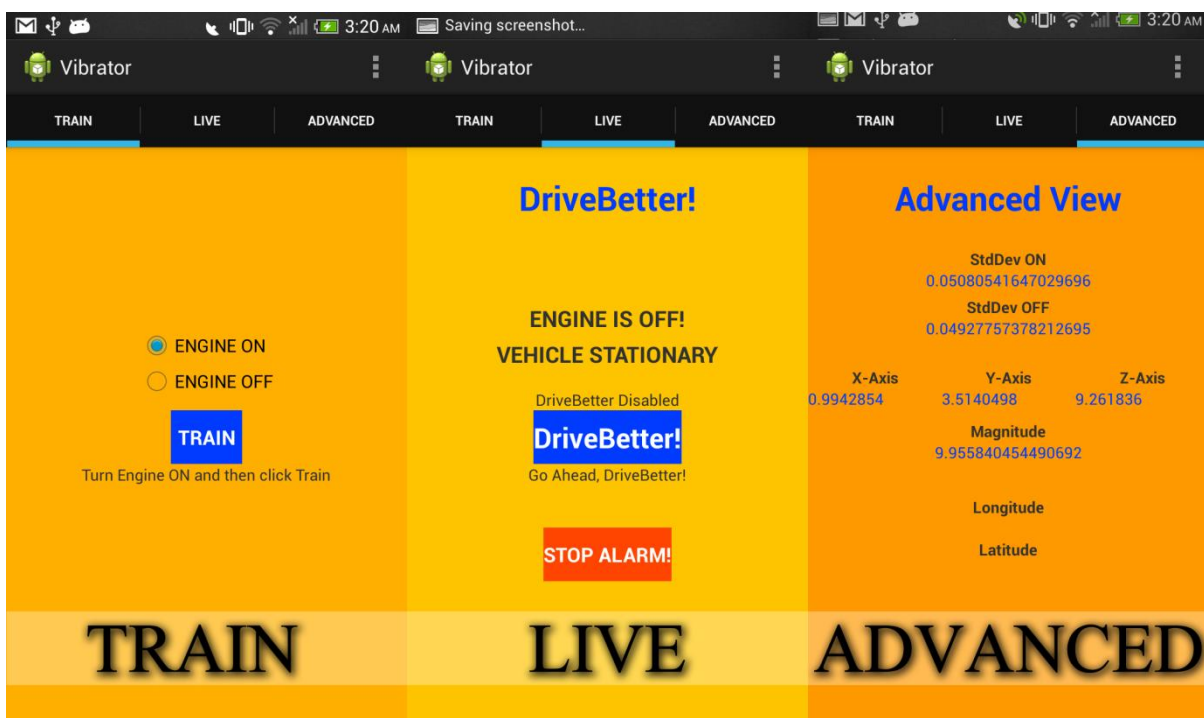 3:20 AM
Vibrator
TRAIN LIVE ADVANCED
ENGINE ON
ENGINE OFF
TRAIN
Turn Engine ON and then click Train
TRAIN
Saving screenshot...
Vibrator
TRAIN LIVE ADVANCED
DriveBetter!
ENGINE IS OFF!
VEHICLE STATIONARY
DriveBetter Disabled
DriveBetter!
Go Ahead, DriveBetter!
STOP ALARM!
LIVE
3:20 AM
Vibrator
TRAIN LIVE ADVANCED
Advanced View
StdDev ON
0.05080541647029696
StdDev OFF
0.04927757378212695
X-Axis Y-Axis Z-Axis
0.9942854 3.5140498 9.261836
Magnitude
9.955840454490692
Longitude
Latitude
ADVANCED